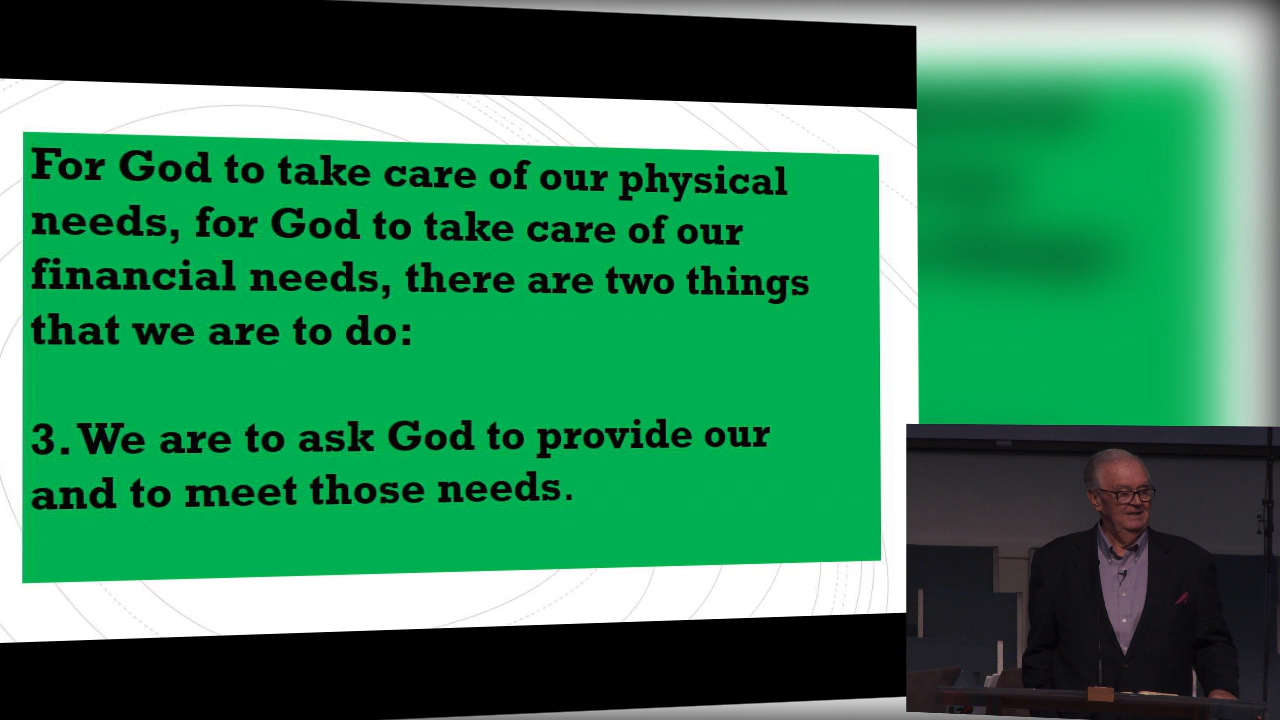 For God to take care of our physical
needs, for God to take care of our
financial needs, there are two things
that we are to do:
3. We are to ask God to provide our
and to meet those needs.